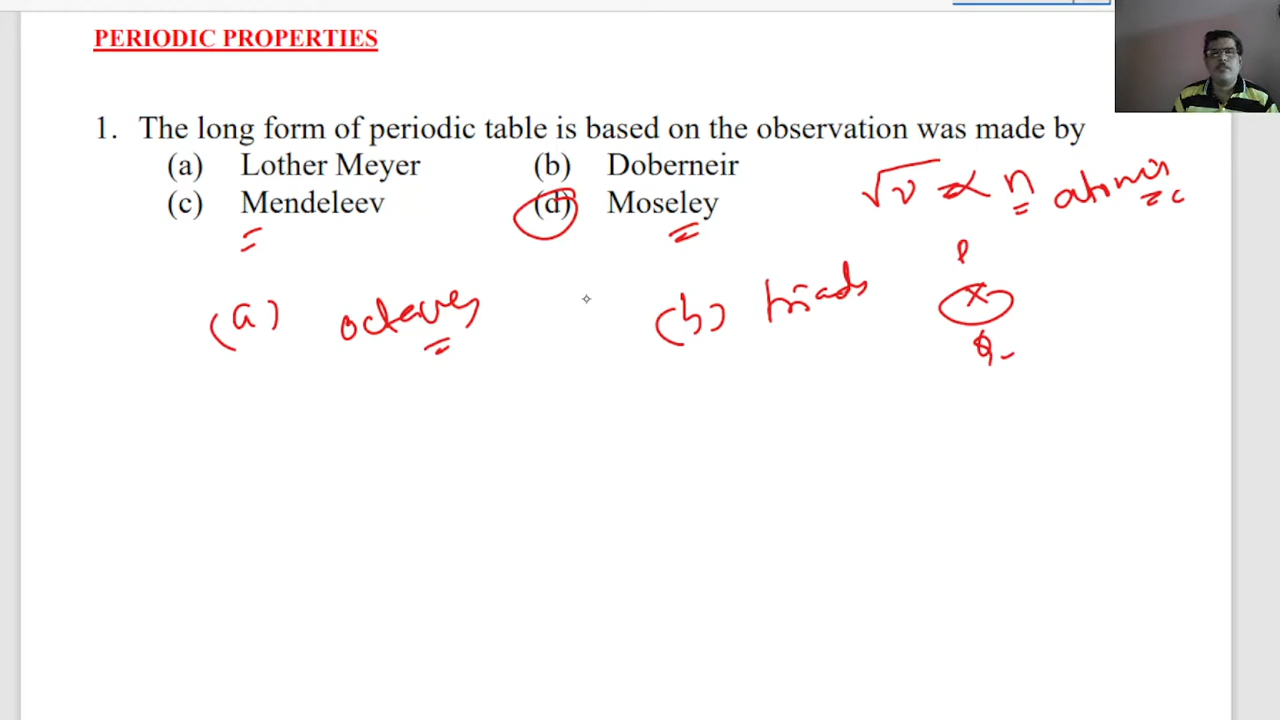 PERIODIC PROPERTIES
1. The long form of periodic table is based on the observation was made by
(a) Lother Meyer (b) Doberneir
(c) Mendeleev (d) Moseley
√ν ∝ n atomic
(a) octaves (b) triads
P
X
Q